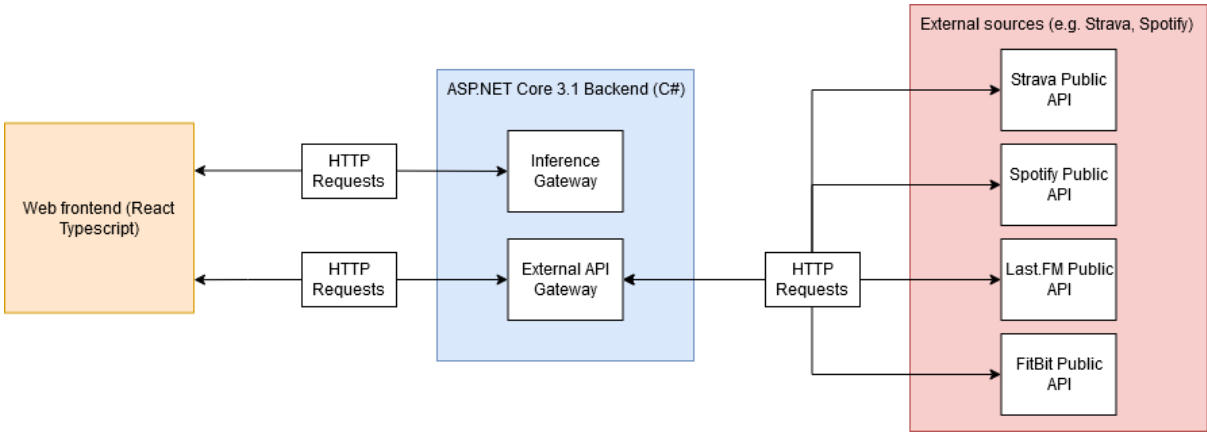 External sources (e.g. Strava, Spotify)
Strava Public
API
ASP.NET Core 3.1 Backend (C#)
HTTP
Requests
Inference
Gateway
Spotify Public
API
Web frontend (React
Typescript)
HTTP
Requests
External API
Gateway
HTTP
Requests
Last.FM Public
API
FitBit Public
API